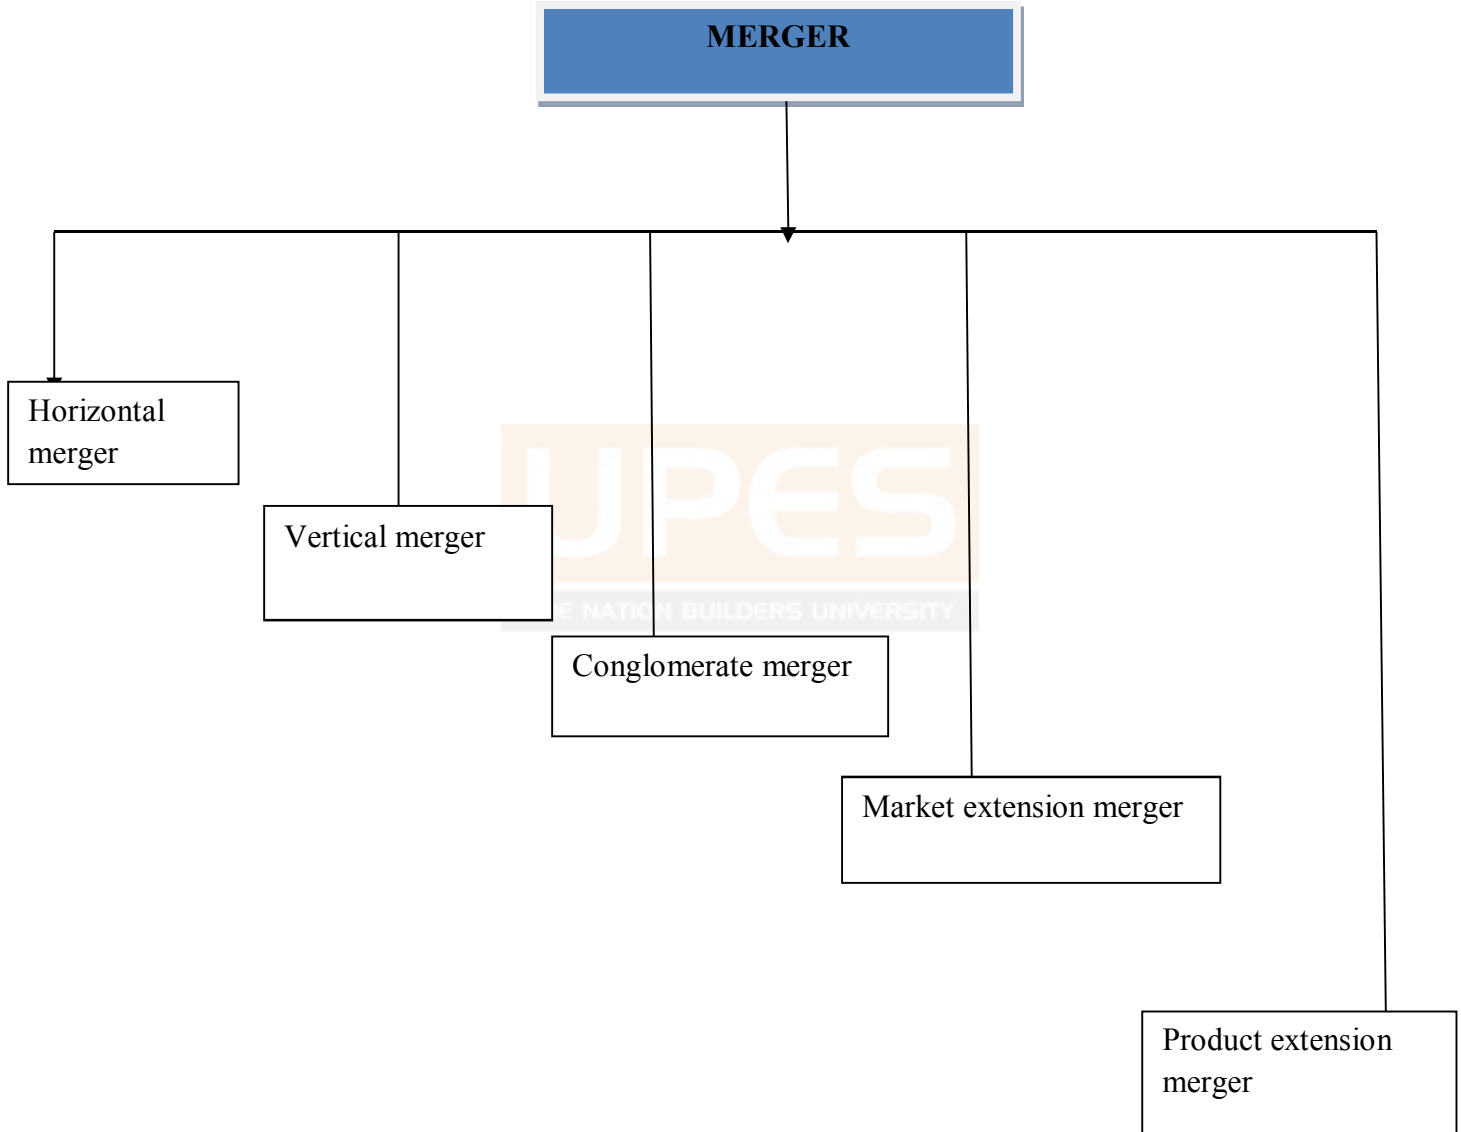 MERGER
Horizontal
merger
UPES
NATION BUILDERS UNIVERSITY
Vertical merger
Conglomerate merger
Market extension merger
Product extension
merger